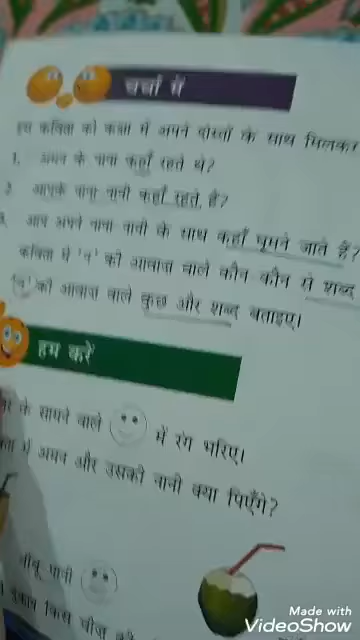 चर्चा में
इस कविता को कक्षा में अपने दोस्तों के साथ मिलकर
1. अमन के नाना कहाँ रहते थे?
2. आपके नाना नानी कहाँ रहते हैं?
3. आप अपने नाना नानी के साथ कहाँ घूमने जाते हैं?
कविता में 'न' की आवाज़ वाले कौन कौन से शब्द
'न' की आवाज़ वाले कुछ और शब्द बताइए।
हम करें
के सामने वाले में रंग भरिए।
में अमन और उसकी नानी क्या पिएँगे?
नींबू पानी
किस चीज़ की
Made with
VideoShow